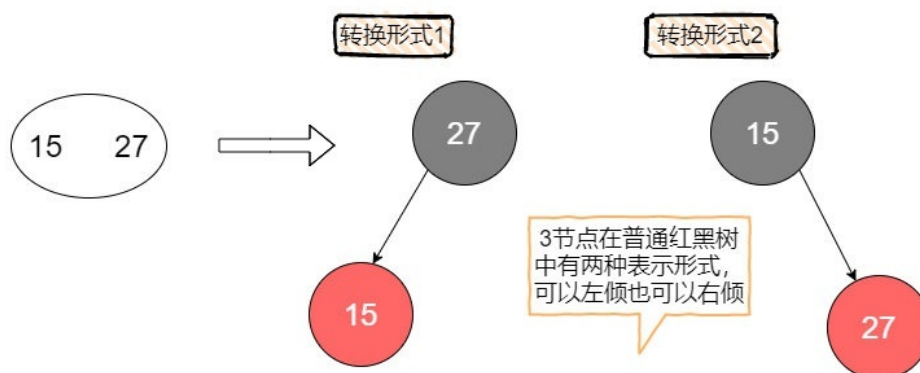 转换形式1
转换形式2
15 27
27
15
3节点在普通红黑树
中有两种表示形式，
可以左倾也可以右倾
15
27